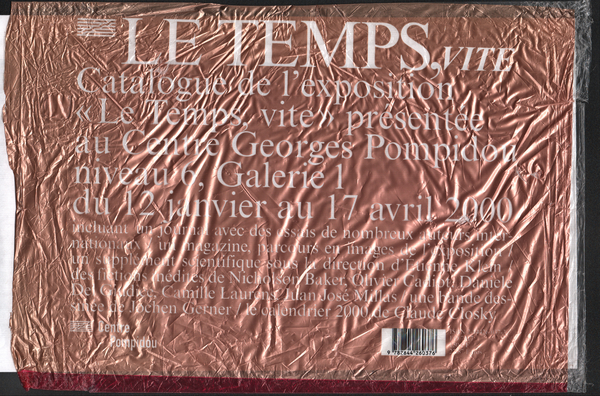 LE TEMPS, VITE
Catalogue de l'exposition
« Le Temps, vite » présentée
au Centre Georges Pompidou
niveau 6, Galerie 1
du 12 janvier au 17 avril 2000
incluant un journal avec des essais de nombreux auteurs inter-
nationaux / un magazine, parcours en images de l'exposition
un supplément scientifique sous la direction d'Étienne Klein
des fictions inédites de Nicholson Baker, Olivier Cadiot, Daniele
Del Giudice, Camille Laurens, Juan José Millás / une bande des-
sinée de Jochen Gerner / le calendrier 2000 de Claude Closky
Centre
Pompidou
9 782844 260376